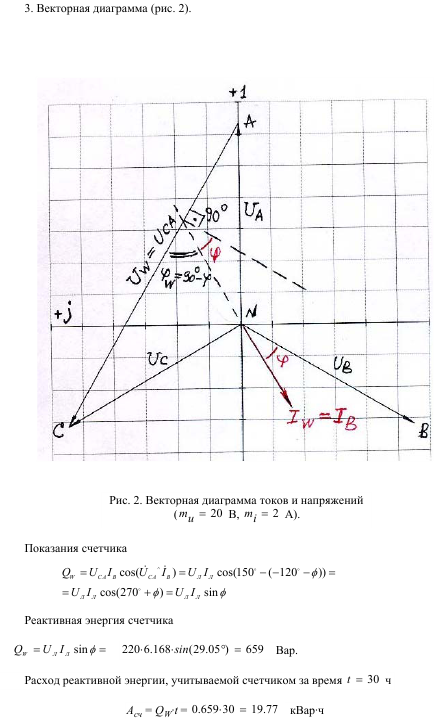 3. Векторная диаграмма (рис. 2).
+1
A
90°
U_A
U_W = U_CA
φ
φ_W = 90° - φ
+j
N
U_C
φ
U_B
C
I_W = I_B
B
Рис. 2. Векторная диаграмма токов и напряжений
(m_u = 20 В, m_i = 2 А).
Показания счетчика
Q_W = U_CA I_B cos(U̇_CA ^ İ_B) = U_Л I_Л cos(150° − (−120° − ϕ)) =
= U_Л I_Л cos(270° + ϕ) = U_Л I_Л sin ϕ
Реактивная энергия счетчика
Q_W = U_Л I_Л sin ϕ = 220·6.168·sin(29.05°) = 659 Вар.
Расход реактивной энергии, учитываемой счетчиком за время t = 30 ч
A_сч = Q_W t = 0.659·30 = 19.77 кВар·ч